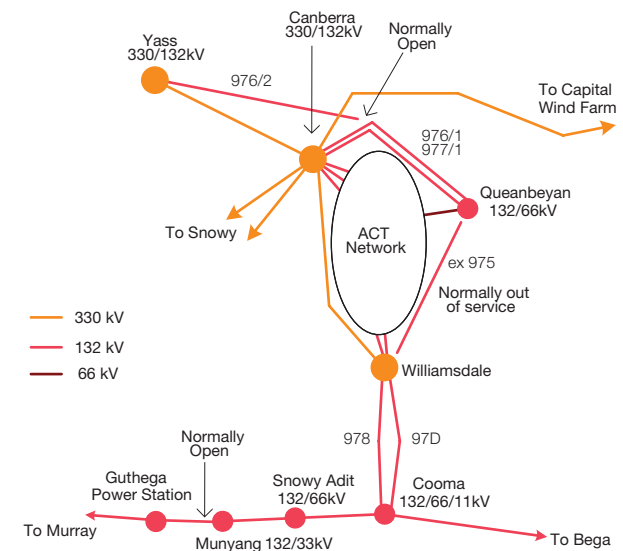 Canberra
330/132kV
Yass
330/132kV
Normally
Open
976/2
To Capital
Wind Farm
976/1
977/1
Queanbeyan
132/66kV
To Snowy
ACT
Network
ex 975
Normally out
of service
330 kV
132 kV
66 kV
Williamsdale
978
97D
Normally
Open
Guthega
Power Station
Snowy Adit
132/66kV
Cooma
132/66/11kV
To Murray
Munyang 132/33kV
To Bega